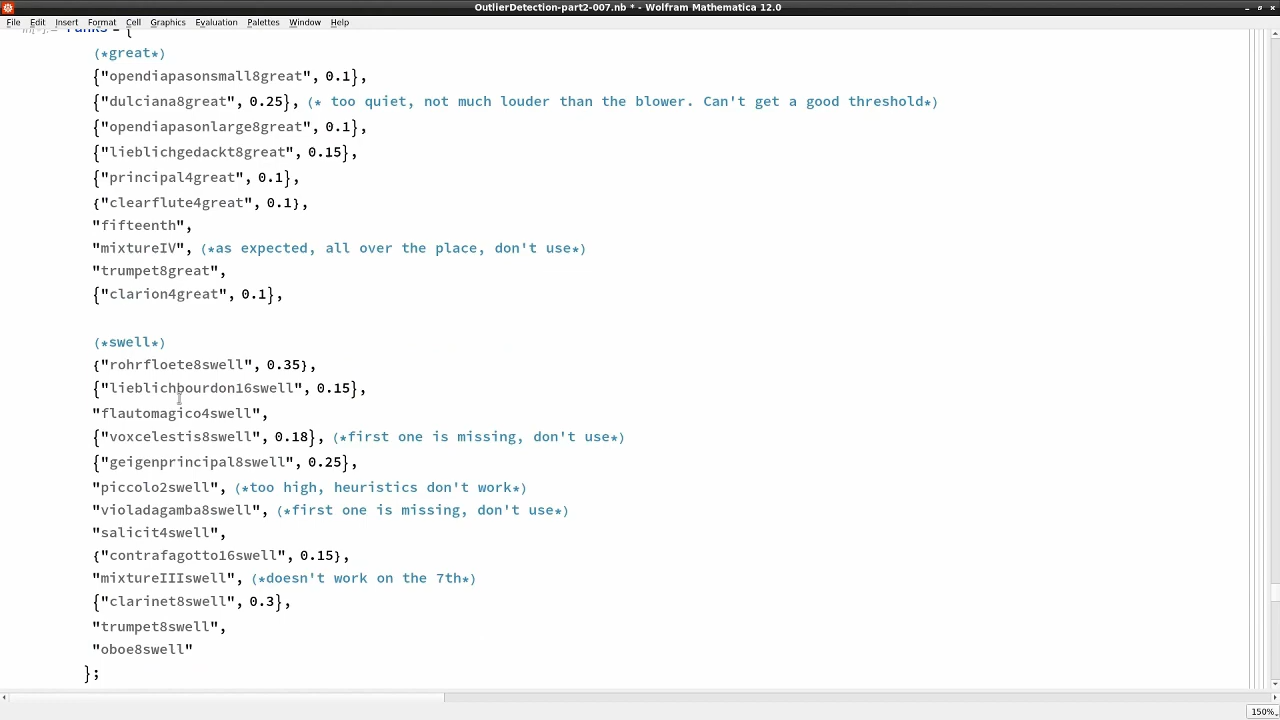 OutlierDetection-part2-007.nb * - Wolfram Mathematica 12.0
File Edit Insert Format Cell Graphics Evaluation Palettes Window Help
ranks = {
(*great*)
{"opendiapasonsmall8great", 0.1},
{"dulciana8great", 0.25}, (* too quiet, not much louder than the blower. Can't get a good threshold*)
{"opendiapasonlarge8great", 0.1},
{"lieblichgedackt8great", 0.15},
{"principal4great", 0.1},
{"clearflute4great", 0.1},
"fifteenth",
"mixtureIV", (*as expected, all over the place, don't use*)
"trumpet8great",
{"clarion4great", 0.1},
(*swell*)
{"rohrfloete8swell", 0.35},
{"lieblichbourdon16swell", 0.15},
"flautomagico4swell",
{"voxcelestis8swell", 0.18}, (*first one is missing, don't use*)
{"geigenprincipal8swell", 0.25},
"piccolo2swell", (*too high, heuristics don't work*)
"violadagamba8swell", (*first one is missing, don't use*)
"salicit4swell",
{"contrafagotto16swell", 0.15},
"mixtureIIIswell", (*doesn't work on the 7th*)
{"clarinet8swell", 0.3},
"trumpet8swell",
"oboe8swell"
};
150%